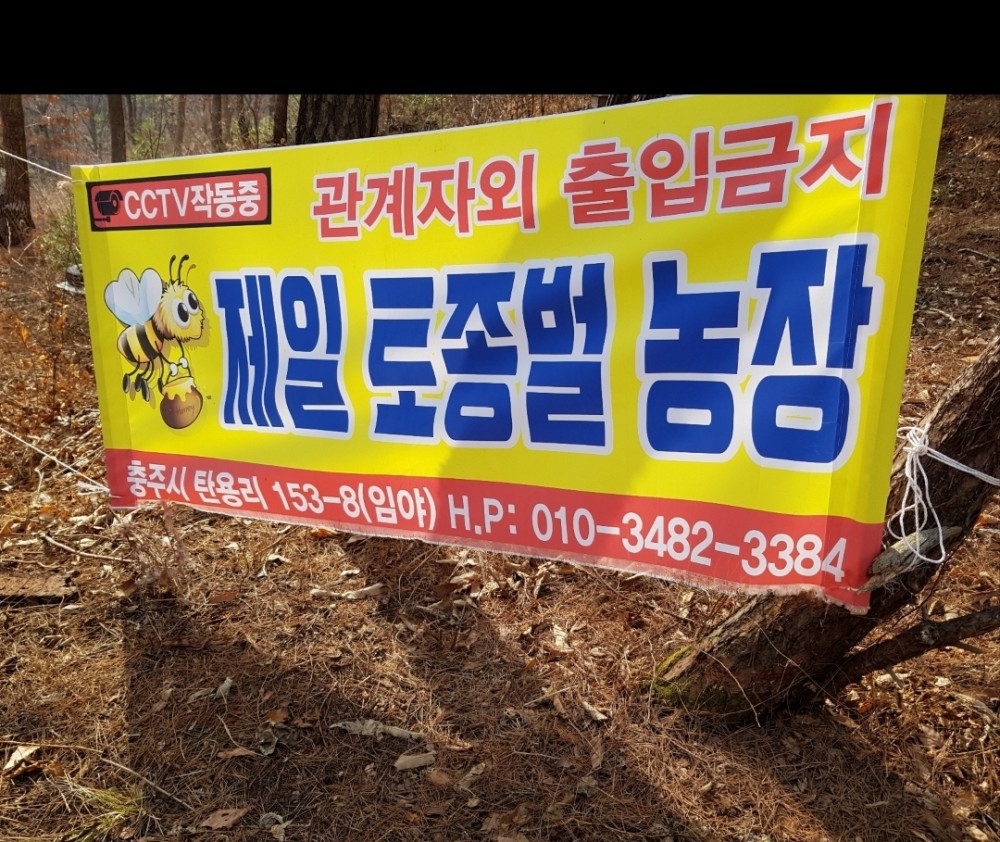 CCTV작동중
관계자외 출입금지
제일 토종벌 농장
충주시 탄용리 153-8(임야) H.P: 010-3482-3384